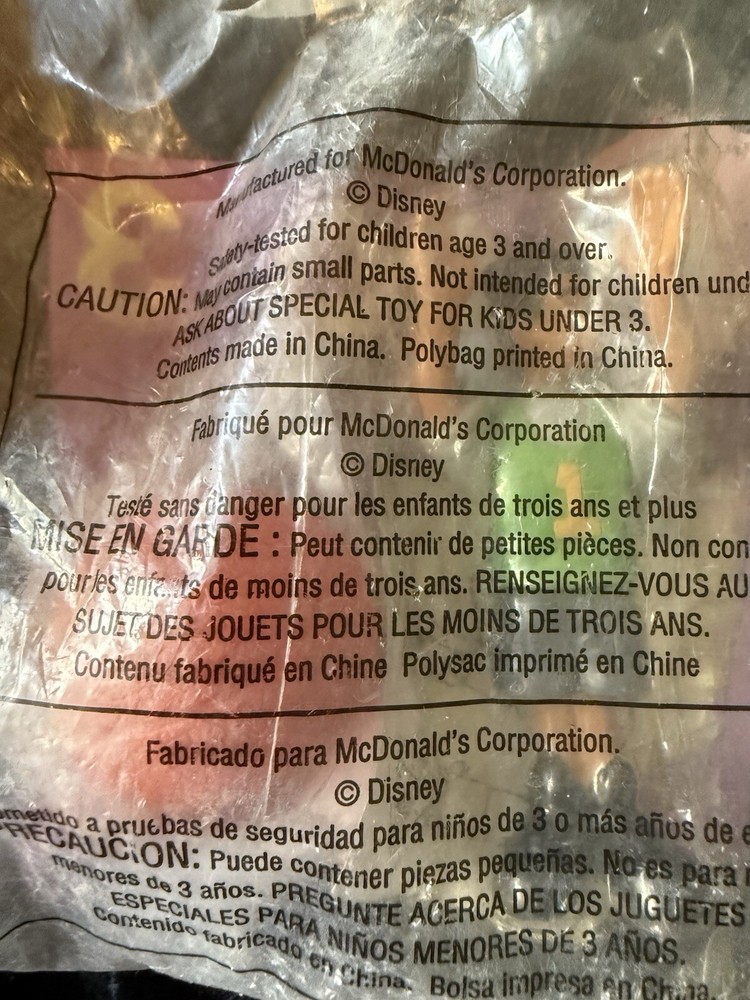 Manufactured for McDonald's Corporation.
© Disney
Safety-tested for children age 3 and over.
CAUTION: May contain small parts. Not intended for children und
ASK ABOUT SPECIAL TOY FOR KIDS UNDER 3.
Contents made in China. Polybag printed in China.
Fabriqué pour McDonald's Corporation
© Disney
Testé sans danger pour les enfants de trois ans et plus
MISE EN GARDE : Peut contenir de petites pièces. Non con
pour les enfants de moins de trois ans. RENSEIGNEZ-VOUS AU
SUJET DES JOUETS POUR LES MOINS DE TROIS ANS.
Contenu fabriqué en Chine Polysac imprimé en Chine
Fabricado para McDonald's Corporation.
© Disney
ometido a pruebas de seguridad para niños de 3 o más años de e
PRECAUCION: Puede contener piezas pequeñas. No es para
menores de 3 años. PREGUNTE ACERCA DE LOS JUGUETES
ESPECIALES PARA NIÑOS MENORES DE 3 AÑOS.
Contenido fabricado en China. Bolsa impresa en China.